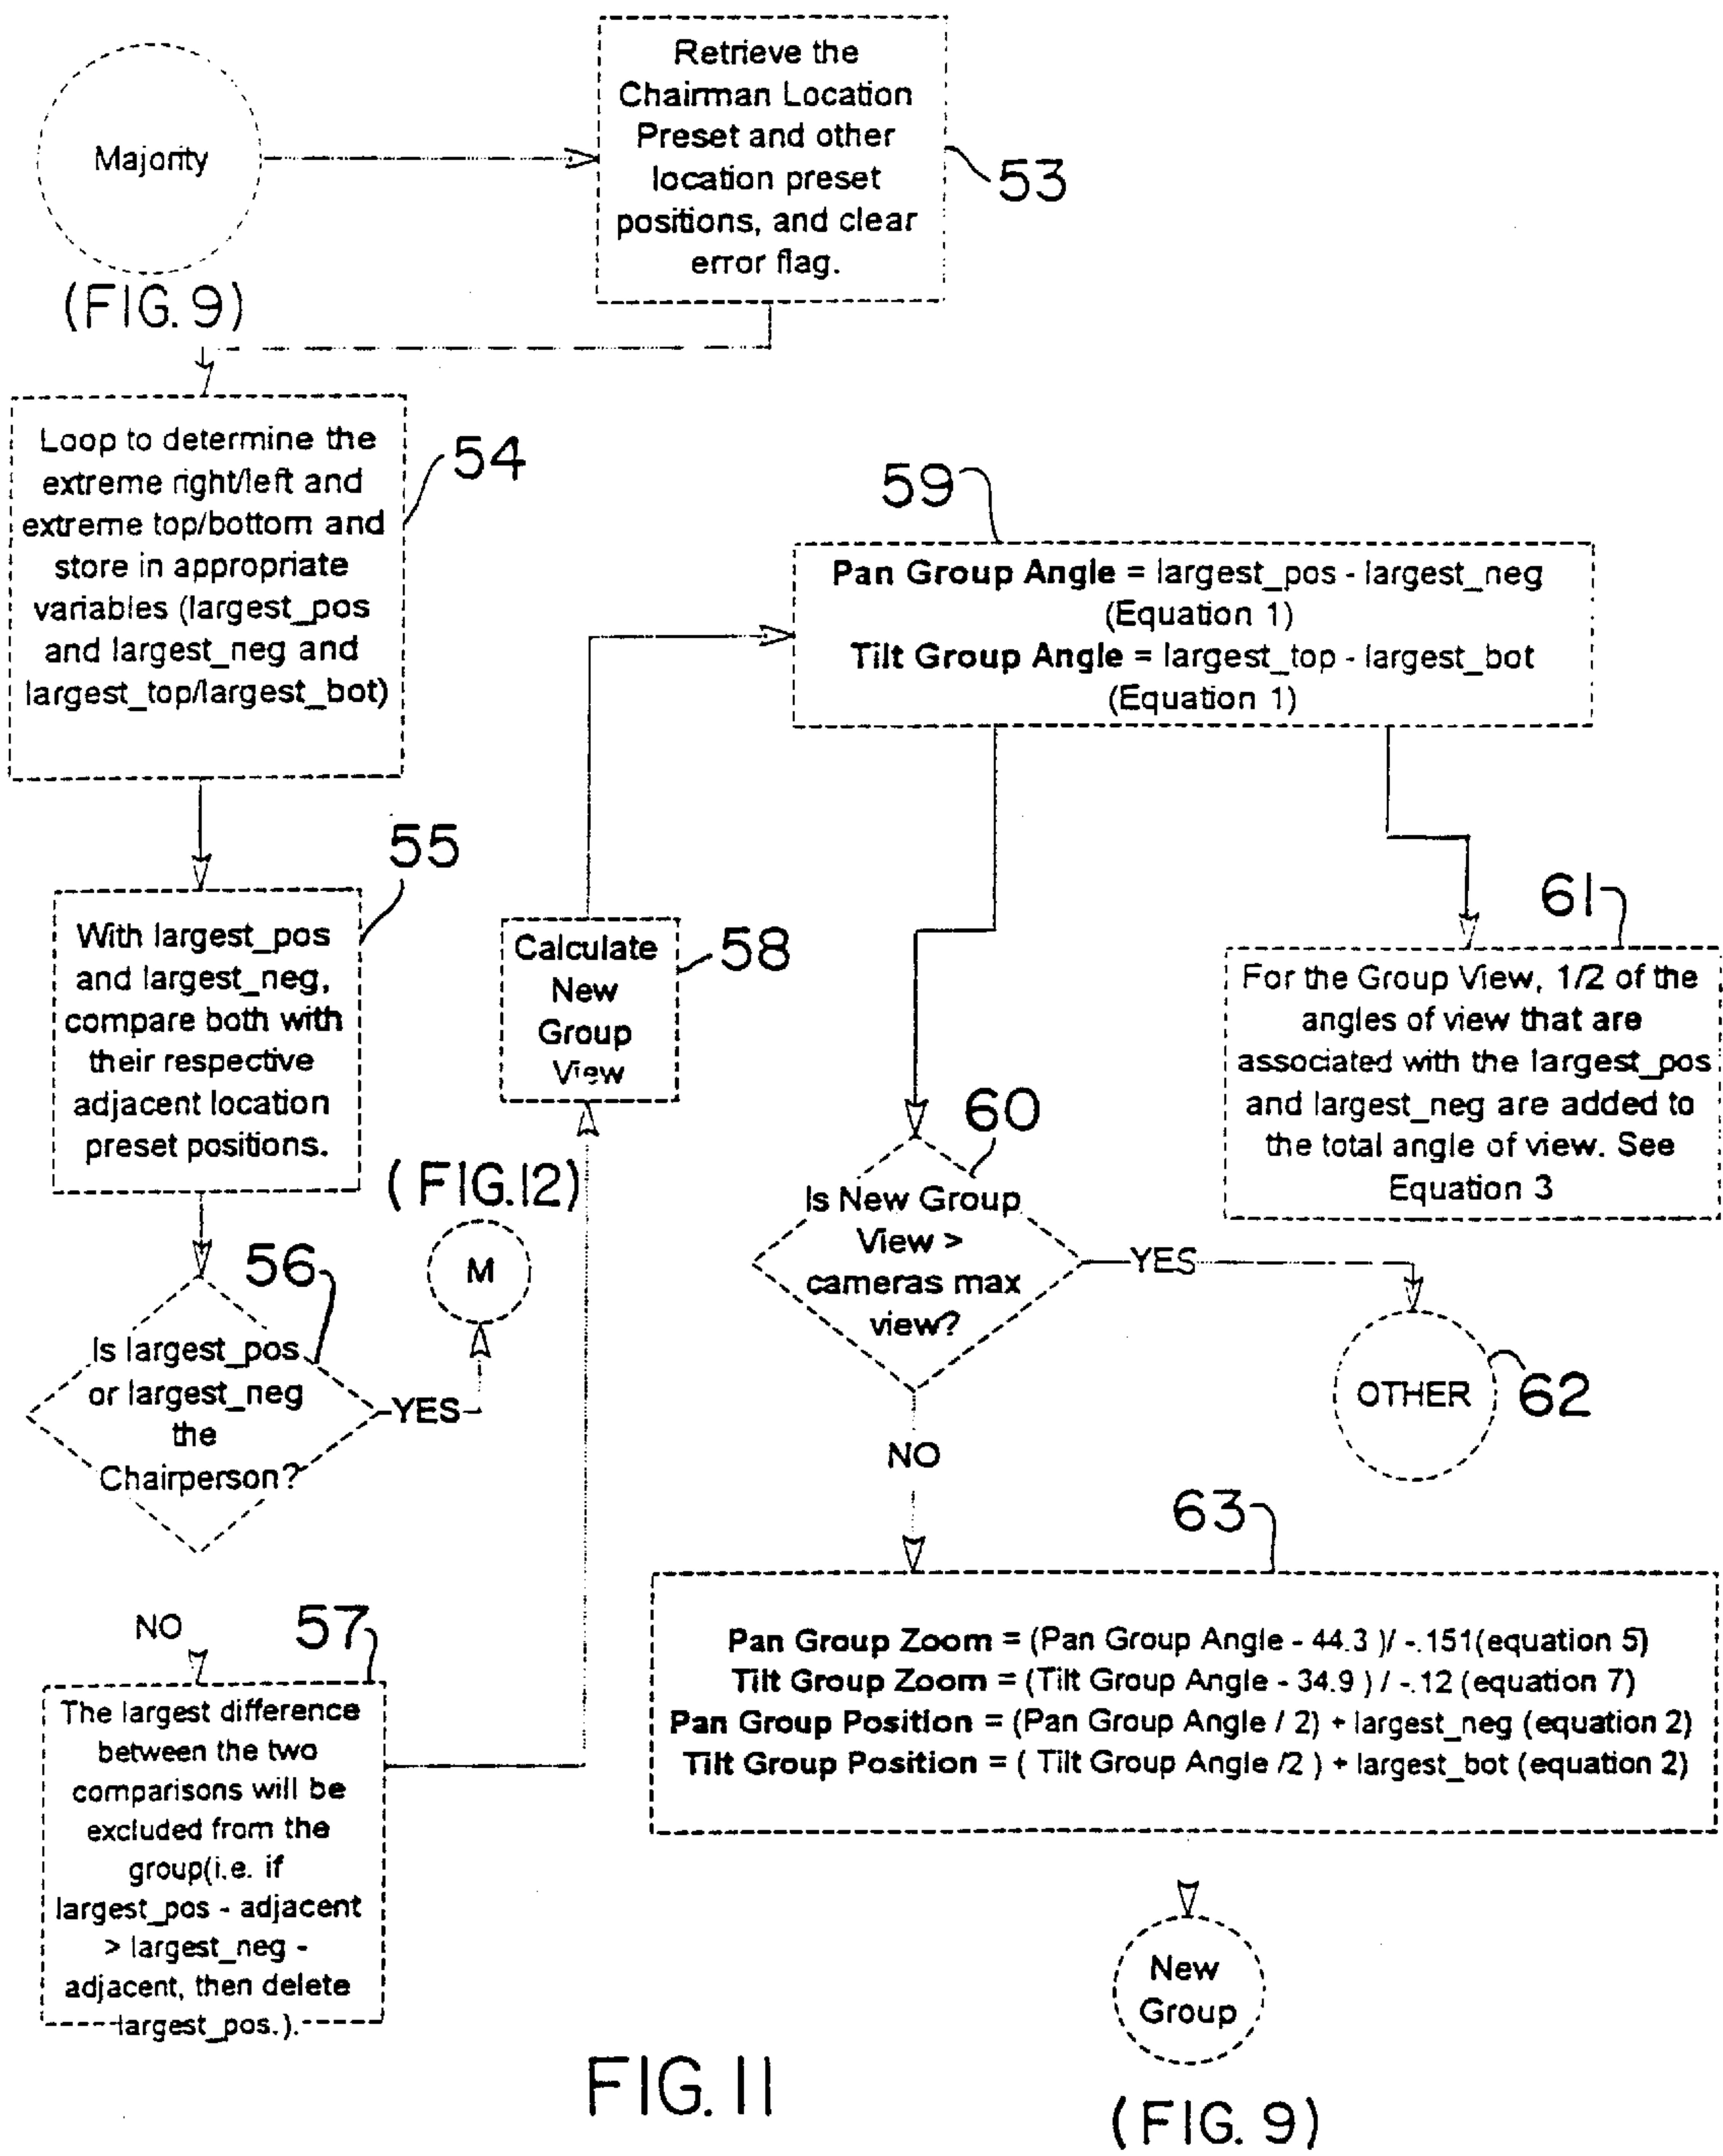 Majority
(FIG. 9)
Retrieve the
Chairman Location
Preset and other
location preset
positions, and clear
error flag.
53
Loop to determine the
extreme right/left and
extreme top/bottom and
store in appropriate
variables (largest_pos
and largest_neg and
largest_top/largest_bot)
54
With largest_pos
and largest_neg,
compare both with
their respective
adjacent location
preset positions.
55
Is largest_pos
or largest_neg
the
Chairperson?
56
YES
(FIG.12)
M
NO
57
The largest difference
between the two
comparisons will be
excluded from the
group(i.e. if
largest_pos - adjacent
> largest_neg -
adjacent, then delete
largest_pos.).
Calculate
New
Group
View
58
59
Pan Group Angle = largest_pos - largest_neg
(Equation 1)
Tilt Group Angle = largest_top - largest_bot
(Equation 1)
60
Is New Group
View >
cameras max
view?
YES
61
For the Group View, 1/2 of the
angles of view that are
associated with the largest_pos
and largest_neg are added to
the total angle of view. See
Equation 3
OTHER
62
NO
63
Pan Group Zoom = (Pan Group Angle - 44.3 )/ -.151(equation 5)
Tilt Group Zoom = (Tilt Group Angle - 34.9 ) / -.12 (equation 7)
Pan Group Position = (Pan Group Angle / 2) + largest_neg (equation 2)
Tilt Group Position = ( Tilt Group Angle /2 ) + largest_bot (equation 2)
New
Group
(FIG. 9)
FIG. 11